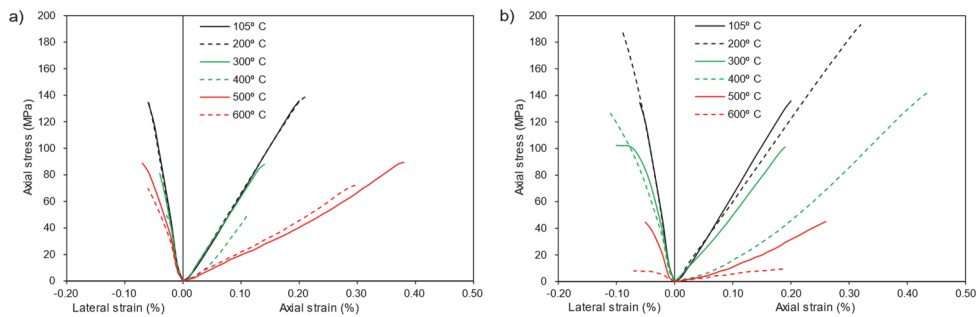 a)
Axial stress (MPa)
200
180
160
140
120
100
80
60
40
20
0
105º C
200º C
300º C
400º C
500º C
600º C
-0.20 -0.10 0.00 0.10 0.20 0.30 0.40 0.50
Lateral strain (%) Axial strain (%)
b)
Axial stress (MPa)
200
180
160
140
120
100
80
60
40
20
0
105º C
200º C
300º C
400º C
500º C
600º C
-0.20 -0.10 0.00 0.10 0.20 0.30 0.40 0.50
Lateral strain (%) Axial strain (%)